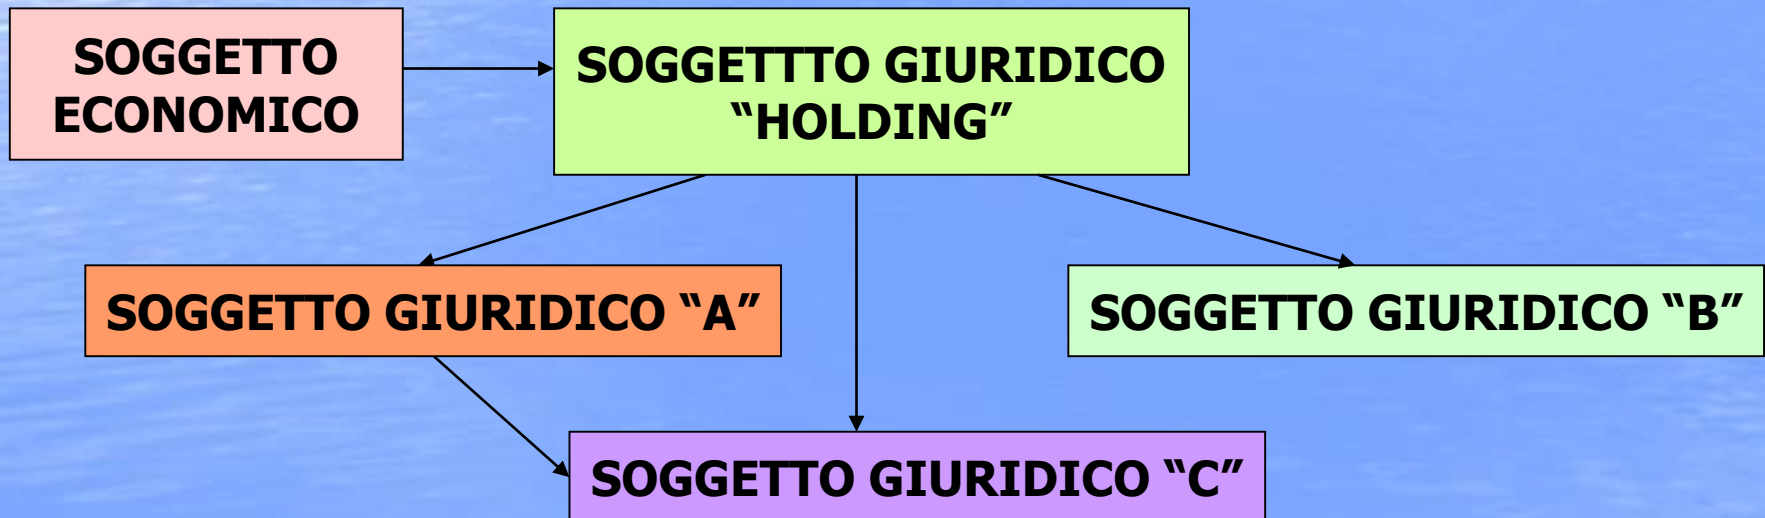 SOGGETTO
ECONOMICO
SOGGETTTO GIURIDICO
“HOLDING”
SOGGETTO GIURIDICO “A”
SOGGETTO GIURIDICO “B”
SOGGETTO GIURIDICO “C”